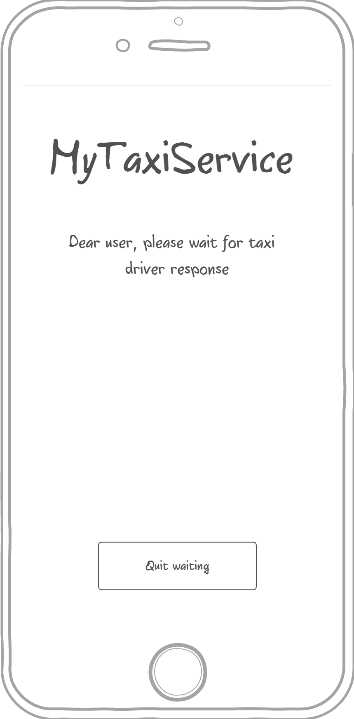 MyTaxiService
Dear user, please wait for taxi
driver response
Quit waiting